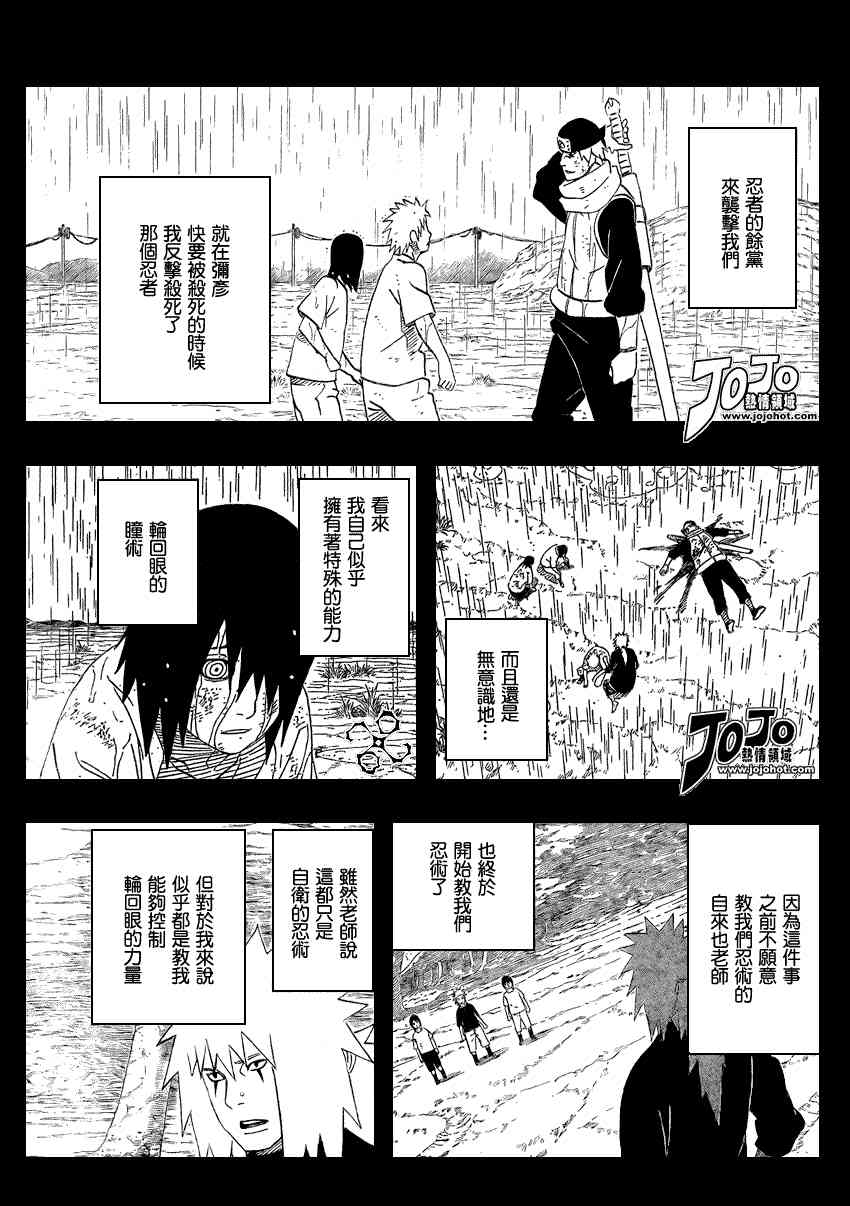 忍者的餘黨
來襲擊我們
就在彌彥
快要被殺死的時候
我反擊殺死了
那個忍者
JOJO
熱情領域
www.jojohot.com
而且還是
無意識地…
JOJO
熱情領域
www.jojohot.com
看來
我自己似乎
擁有著特殊的能力
輪回眼的
瞳術
因為這件事
之前不願意
教我們忍術的
自來也老師
也終於
開始教我們
忍術了
雖然老師說
這都只是
自衛的忍術
但對於我來說
似乎都是教我
能夠控制
輪回眼的力量